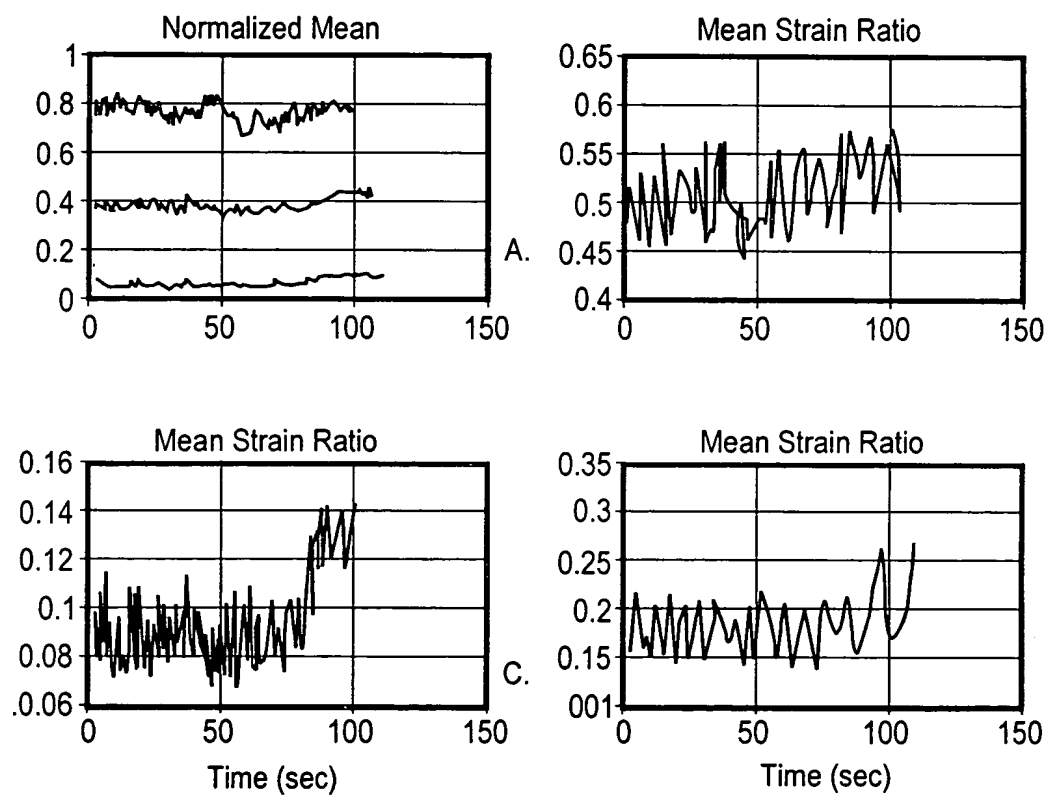 Normalized Mean
1
0.8
0.6
0.4
0.2
0
0 50 100 150
A.
Mean Strain Ratio
0.65
0.6
0.55
0.5
0.45
0.4
0 50 100 150
Mean Strain Ratio
0.16
0.14
0.12
0.1
0.08
.0.06
0 50 100 150
Time (sec)
C.
Mean Strain Ratio
0.35
0.3
0.25
0.2
0.15
001
0 50 100 150
Time (sec)